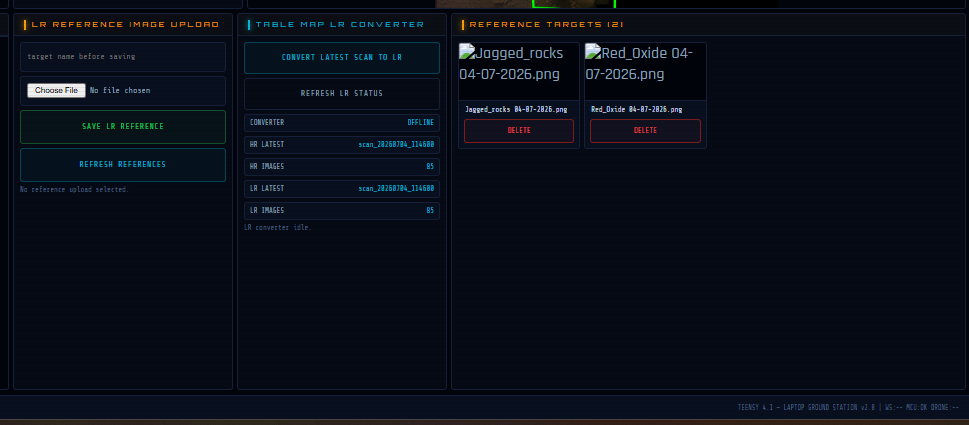 LR REFERENCE IMAGE UPLOAD
target name before saving
Choose File No file chosen
SAVE LR REFERENCE
REFRESH REFERENCES
No reference upload selected.
TABLE MAP LR CONVERTER
CONVERT LATEST SCAN TO LR
REFRESH LR STATUS
CONVERTER OFFLINE
HR LATEST scan_20260704_114600
HR IMAGES 85
LR LATEST scan_20260704_114600
LR IMAGES 85
LR converter idle.
REFERENCE TARGETS (2)
Jagged_rocks
04-07-2026.png
Jagged_rocks 04-07-2026.png
DELETE
Red_Oxide 04-
07-2026.png
Red_Oxide 04-07-2026.png
DELETE
TEENSY 4.1 — LAPTOP GROUND STATION v2.0 | WS:-- MCU:OK DRONE:--